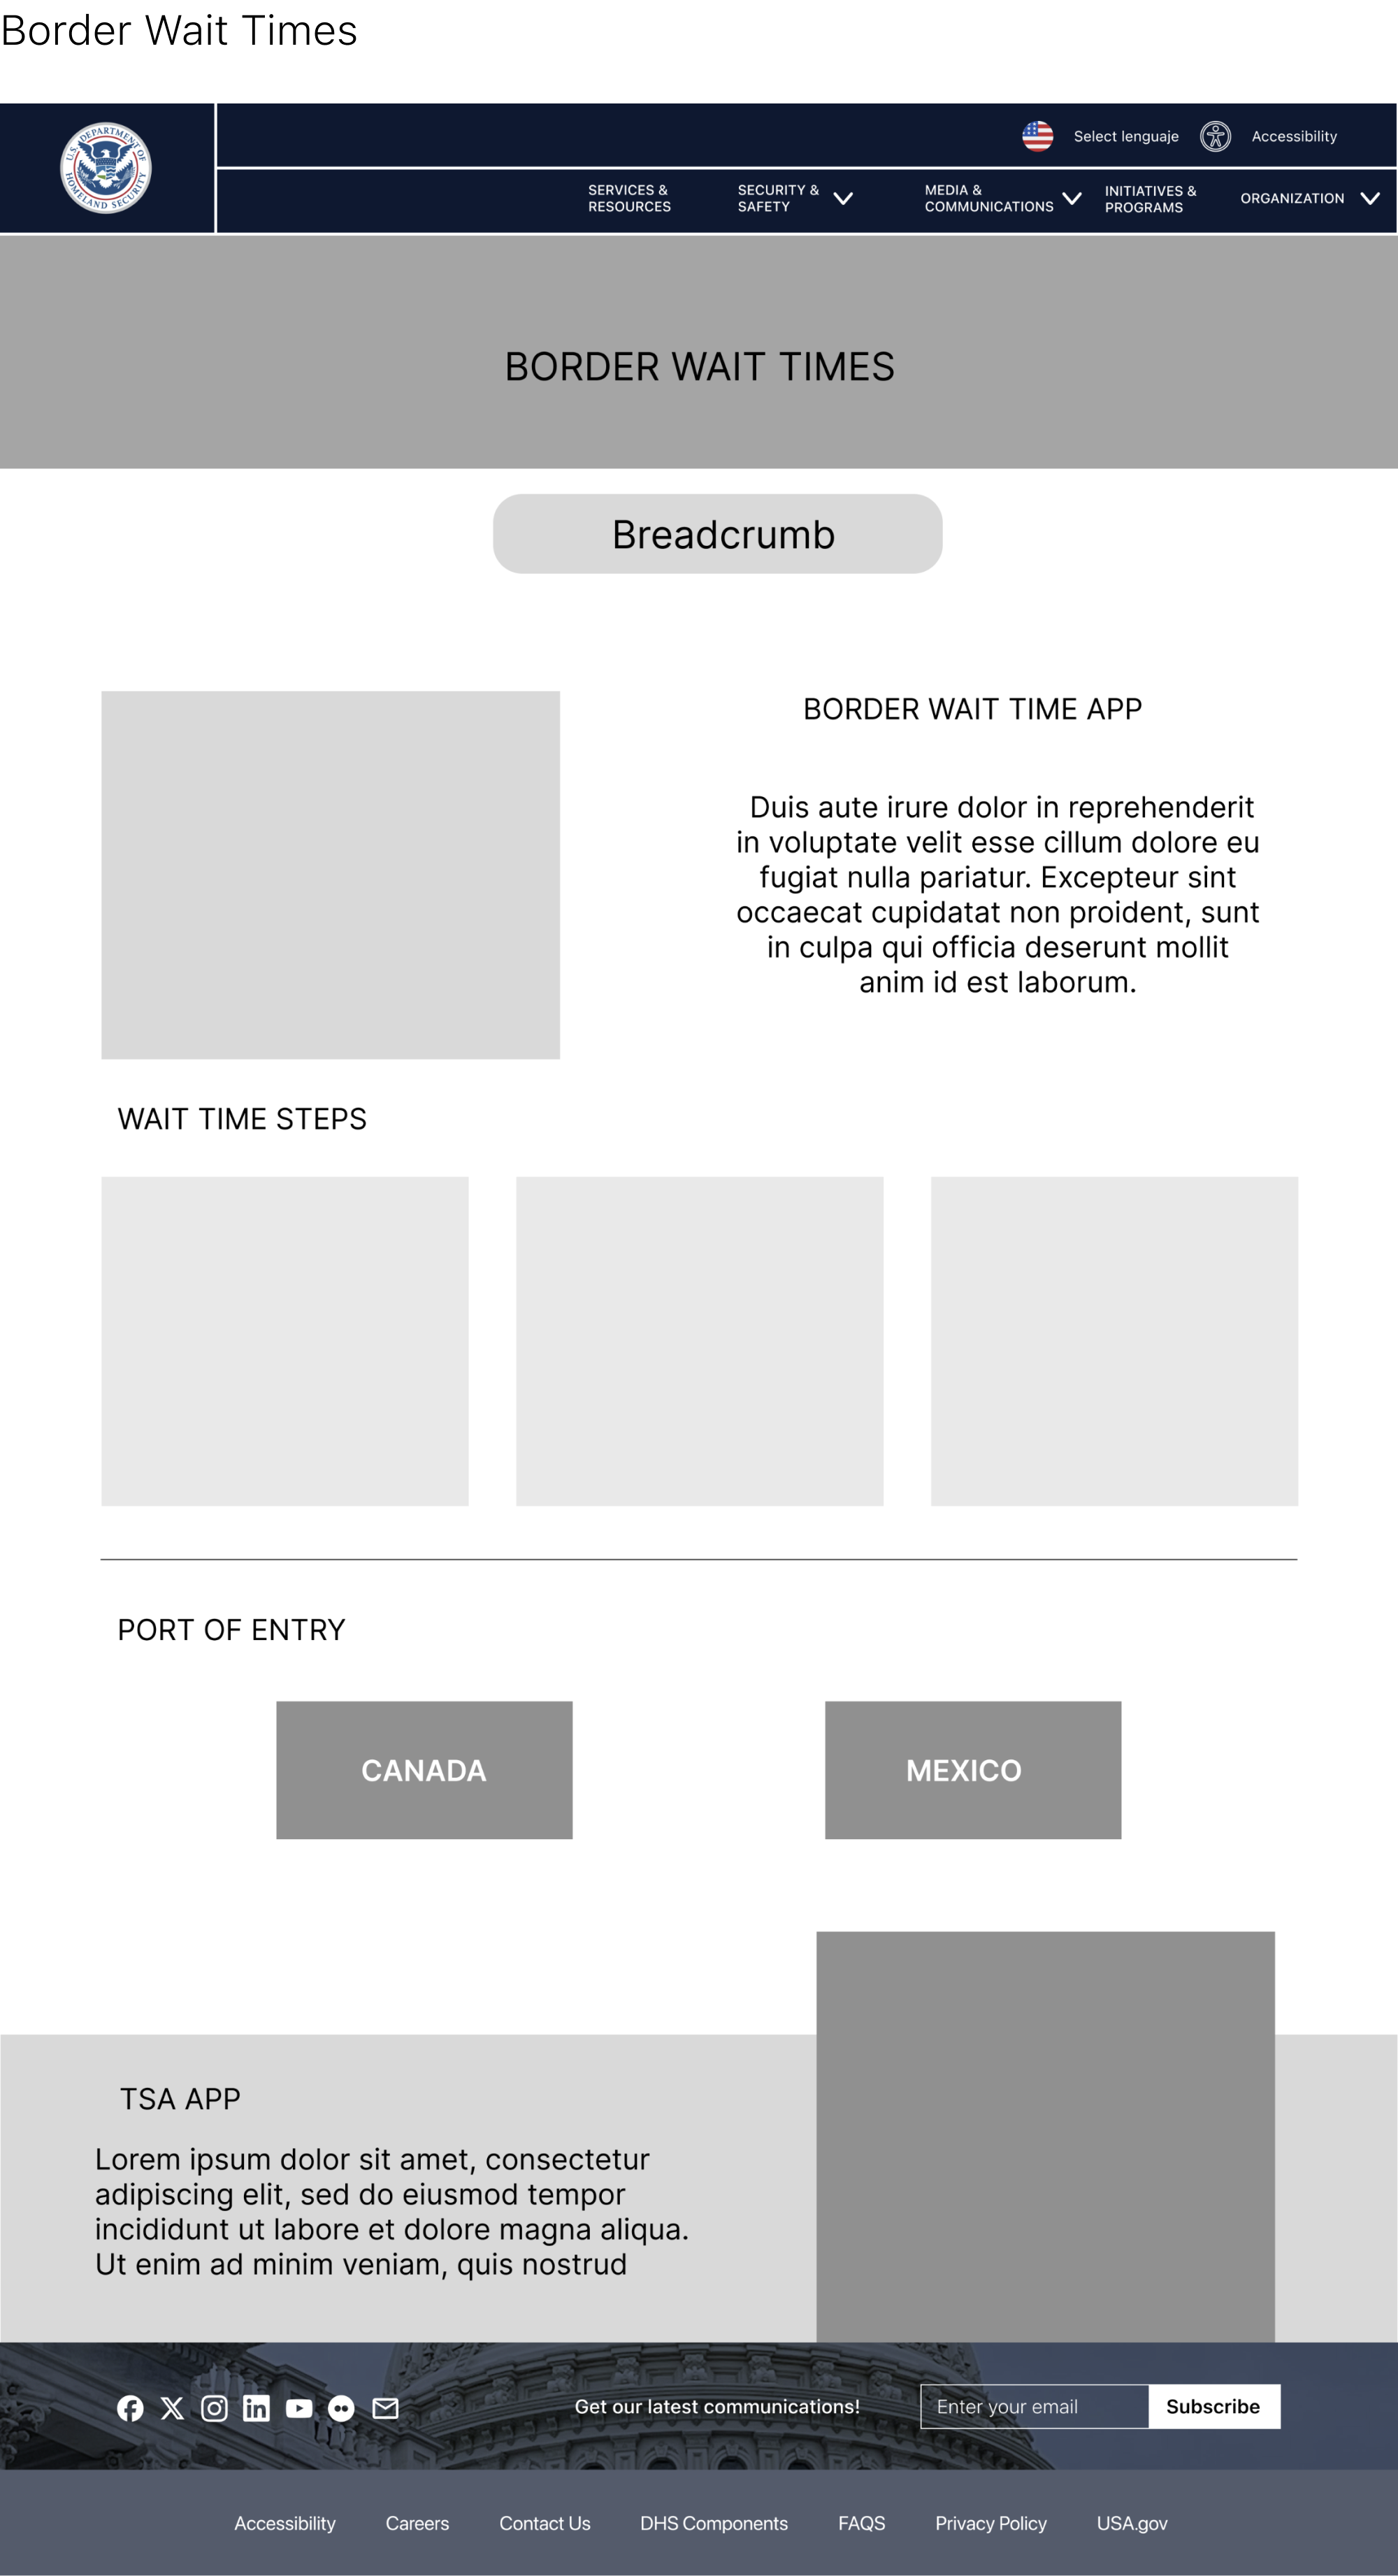 Border Wait Times
U.S. DEPARTMENT OF
HOMELAND SECURITY
Select lenguaje
Accessibility
SERVICES &
RESOURCES
SECURITY &
SAFETY
MEDIA &
COMMUNICATIONS
INITIATIVES &
PROGRAMS
ORGANIZATION
BORDER WAIT TIMES
Breadcrumb
BORDER WAIT TIME APP
Duis aute irure dolor in reprehenderit
in voluptate velit esse cillum dolore eu
fugiat nulla pariatur. Excepteur sint
occaecat cupidatat non proident, sunt
in culpa qui officia deserunt mollit
anim id est laborum.
WAIT TIME STEPS
PORT OF ENTRY
CANADA
MEXICO
TSA APP
Lorem ipsum dolor sit amet, consectetur
adipiscing elit, sed do eiusmod tempor
incididunt ut labore et dolore magna aliqua.
Ut enim ad minim veniam, quis nostrud
Get our latest communications!
Enter your email
Subscribe
Accessibility
Careers
Contact Us
DHS Components
FAQS
Privacy Policy
USA.gov